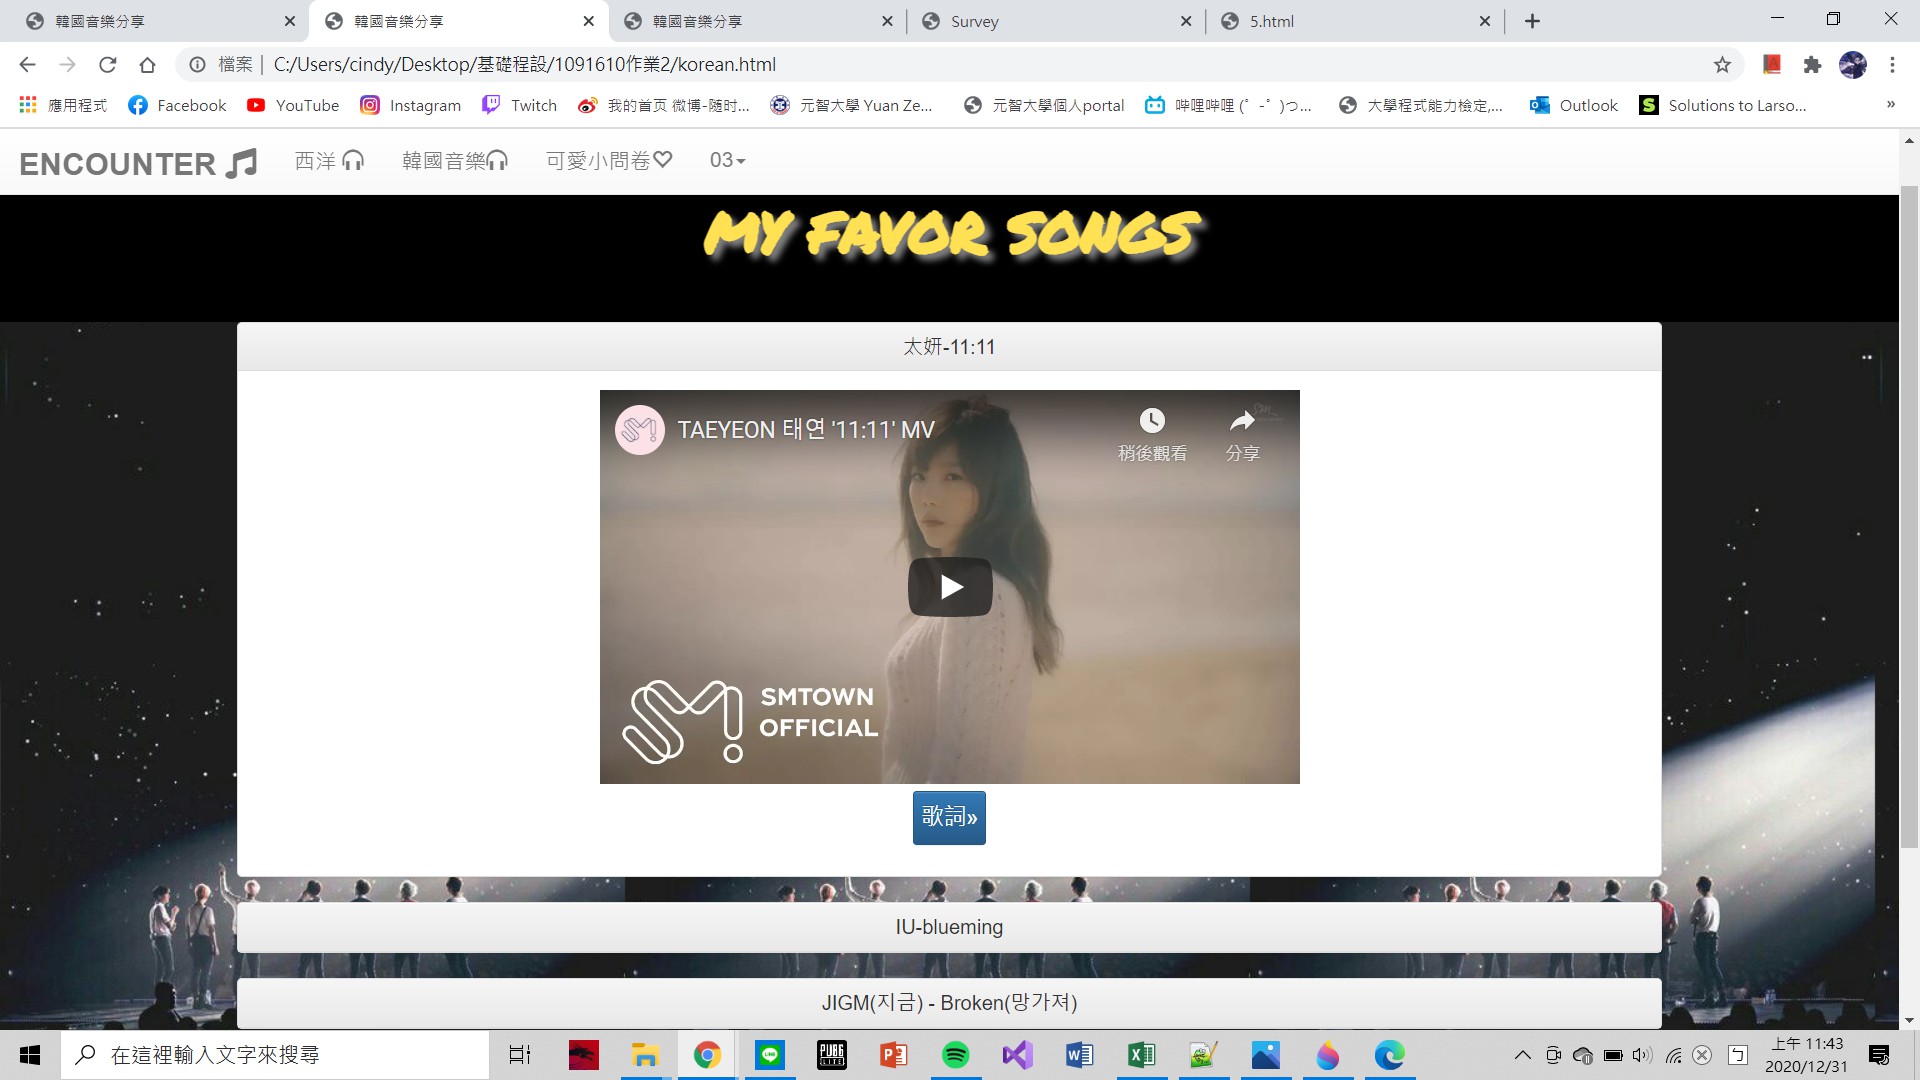 韓國音樂分享
韓國音樂分享
韓國音樂分享
Survey
5.html
檔案 | C:/Users/cindy/Desktop/基礎程設/1091610作業2/korean.html
應用程式
Facebook
YouTube
Instagram
Twitch
我的首页 微博-随时...
元智大學 Yuan Ze...
元智大學個人portal
哔哩哔哩 (゜-゜)つ...
大學程式能力檢定,...
Outlook
Solutions to Larso...
»
ENCOUNTER
西洋
韓國音樂
可愛小問卷
03
MY FAVOR SONGS
太妍-11:11
TAEYEON 태연 '11:11' MV
稍後觀看
分享
SMTOWN
OFFICIAL
歌詞»
IU-blueming
JIGM(지금) - Broken(망가져)
在這裡輸入文字來搜尋
上午 11:43
2020/12/31